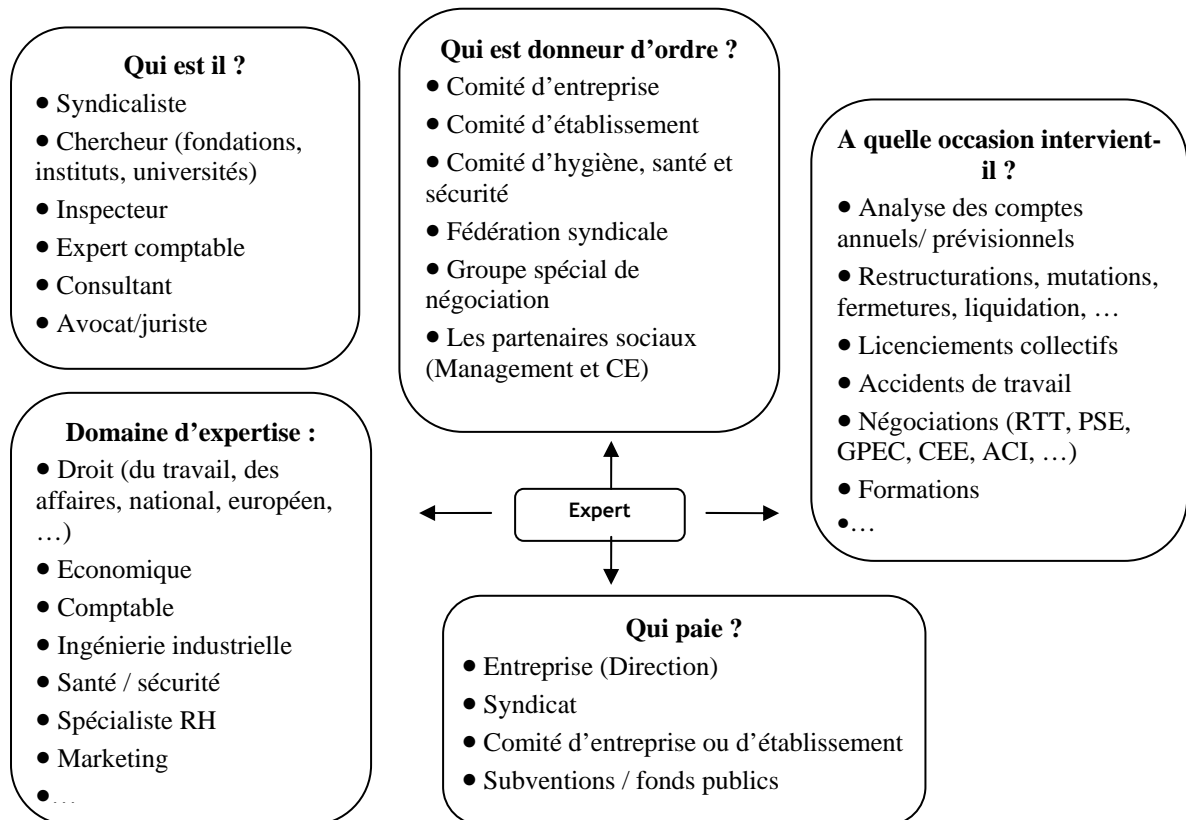 Qui est il ?
• Syndicaliste
• Chercheur (fondations,
instituts, universités)
• Inspecteur
• Expert comptable
• Consultant
• Avocat/juriste
Qui est donneur d’ordre ?
• Comité d’entreprise
• Comité d’établissement
• Comité d’hygiène, santé et
sécurité
• Fédération syndicale
• Groupe spécial de
négociation
• Les partenaires sociaux
(Management et CE)
A quelle occasion intervient-
il ?
• Analyse des comptes
annuels/ prévisionnels
• Restructurations, mutations,
fermetures, liquidation, …
• Licenciements collectifs
• Accidents de travail
• Négociations (RTT, PSE,
GPEC, CEE, ACI, …)
• Formations
•…
Domaine d’expertise :
• Droit (du travail, des
affaires, national, européen,
…)
• Economique
• Comptable
• Ingénierie industrielle
• Santé / sécurité
• Spécialiste RH
• Marketing
•…
Expert
Qui paie ?
• Entreprise (Direction)
• Syndicat
• Comité d’entreprise ou d’établissement
• Subventions / fonds publics